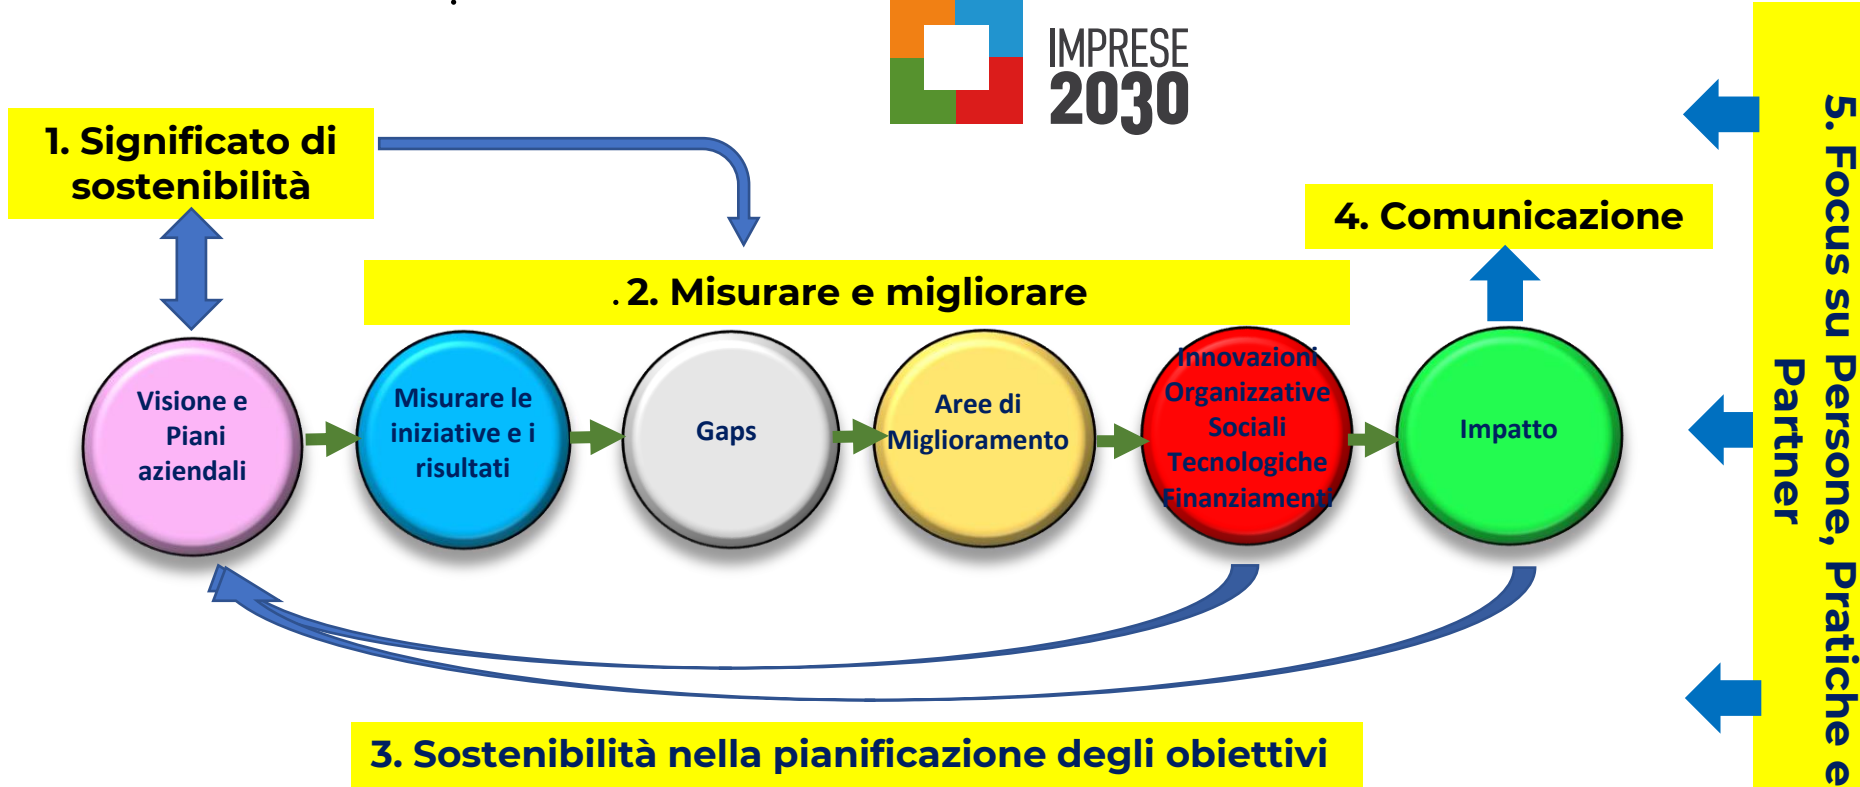 IMPRESE
2030
1. Significato di
sostenibilità
4. Comunicazione
. 2. Misurare e migliorare
Visione e
Piani
aziendali
Misurare le
iniziative e i
risultati
Gaps
Aree di
Miglioramento
Innovazioni
Organizzative
Sociali
Tecnologiche
Finanziamenti
Impatto
3. Sostenibilità nella pianificazione degli obiettivi
5. Focus su Persone, Pratiche e
Partner